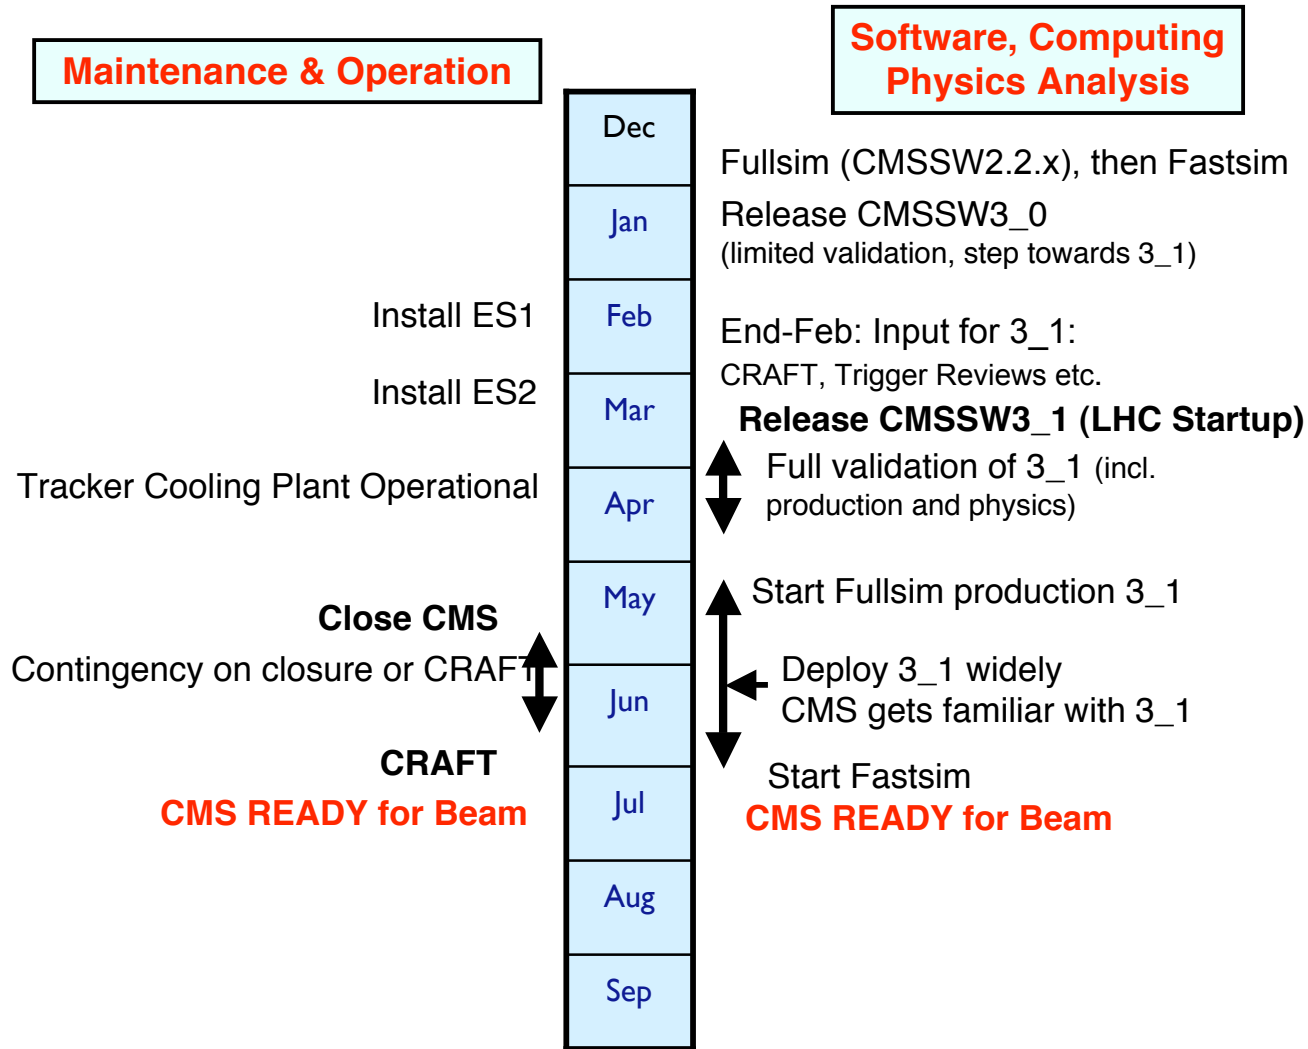 Maintenance & Operation
Software, Computing
Physics Analysis
Dec
Fullsim (CMSSW2.2.x), then Fastsim
Jan
Release CMSSW3_0
(limited validation, step towards 3_1)
Install ES1
Feb
End-Feb: Input for 3_1:
CRAFT, Trigger Reviews etc.
Install ES2
Mar
Release CMSSW3_1 (LHC Startup)
Tracker Cooling Plant Operational
Apr
Full validation of 3_1 (incl.
production and physics)
May
Start Fullsim production 3_1
Close CMS
Contingency on closure or CRAFT
Jun
Deploy 3_1 widely
CMS gets familiar with 3_1
CRAFT
Start Fastsim
CMS READY for Beam
Jul
CMS READY for Beam
Aug
Sep